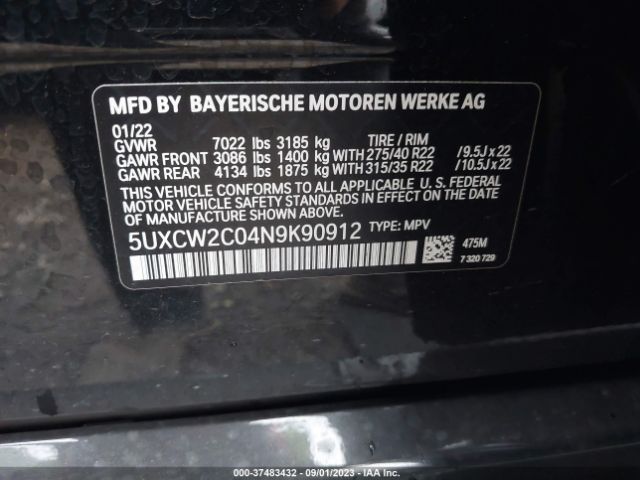 MFD BY BAYERISCHE MOTOREN WERKE AG
01/22
GVWR 7022 lbs 3185 kg TIRE / RIM
GAWR FRONT 3086 lbs 1400 kg WITH 275/40 R22 /9.5J x 22
GAWR REAR 4134 lbs 1875 kg WITH 315/35 R22 /10.5J x 22
THIS VEHICLE CONFORMS TO ALL APPLICABLE U. S. FEDERAL
MOTOR VEHICLE SAFETY STANDARDS IN EFFECT ON THE
DATE OF MANUFACTURE SHOWN ABOVE.
5UXCW2C04N9K90912 TYPE: MPV
475M
7 320 729
000-37483432 - 09/01/2023 - IAA Inc.